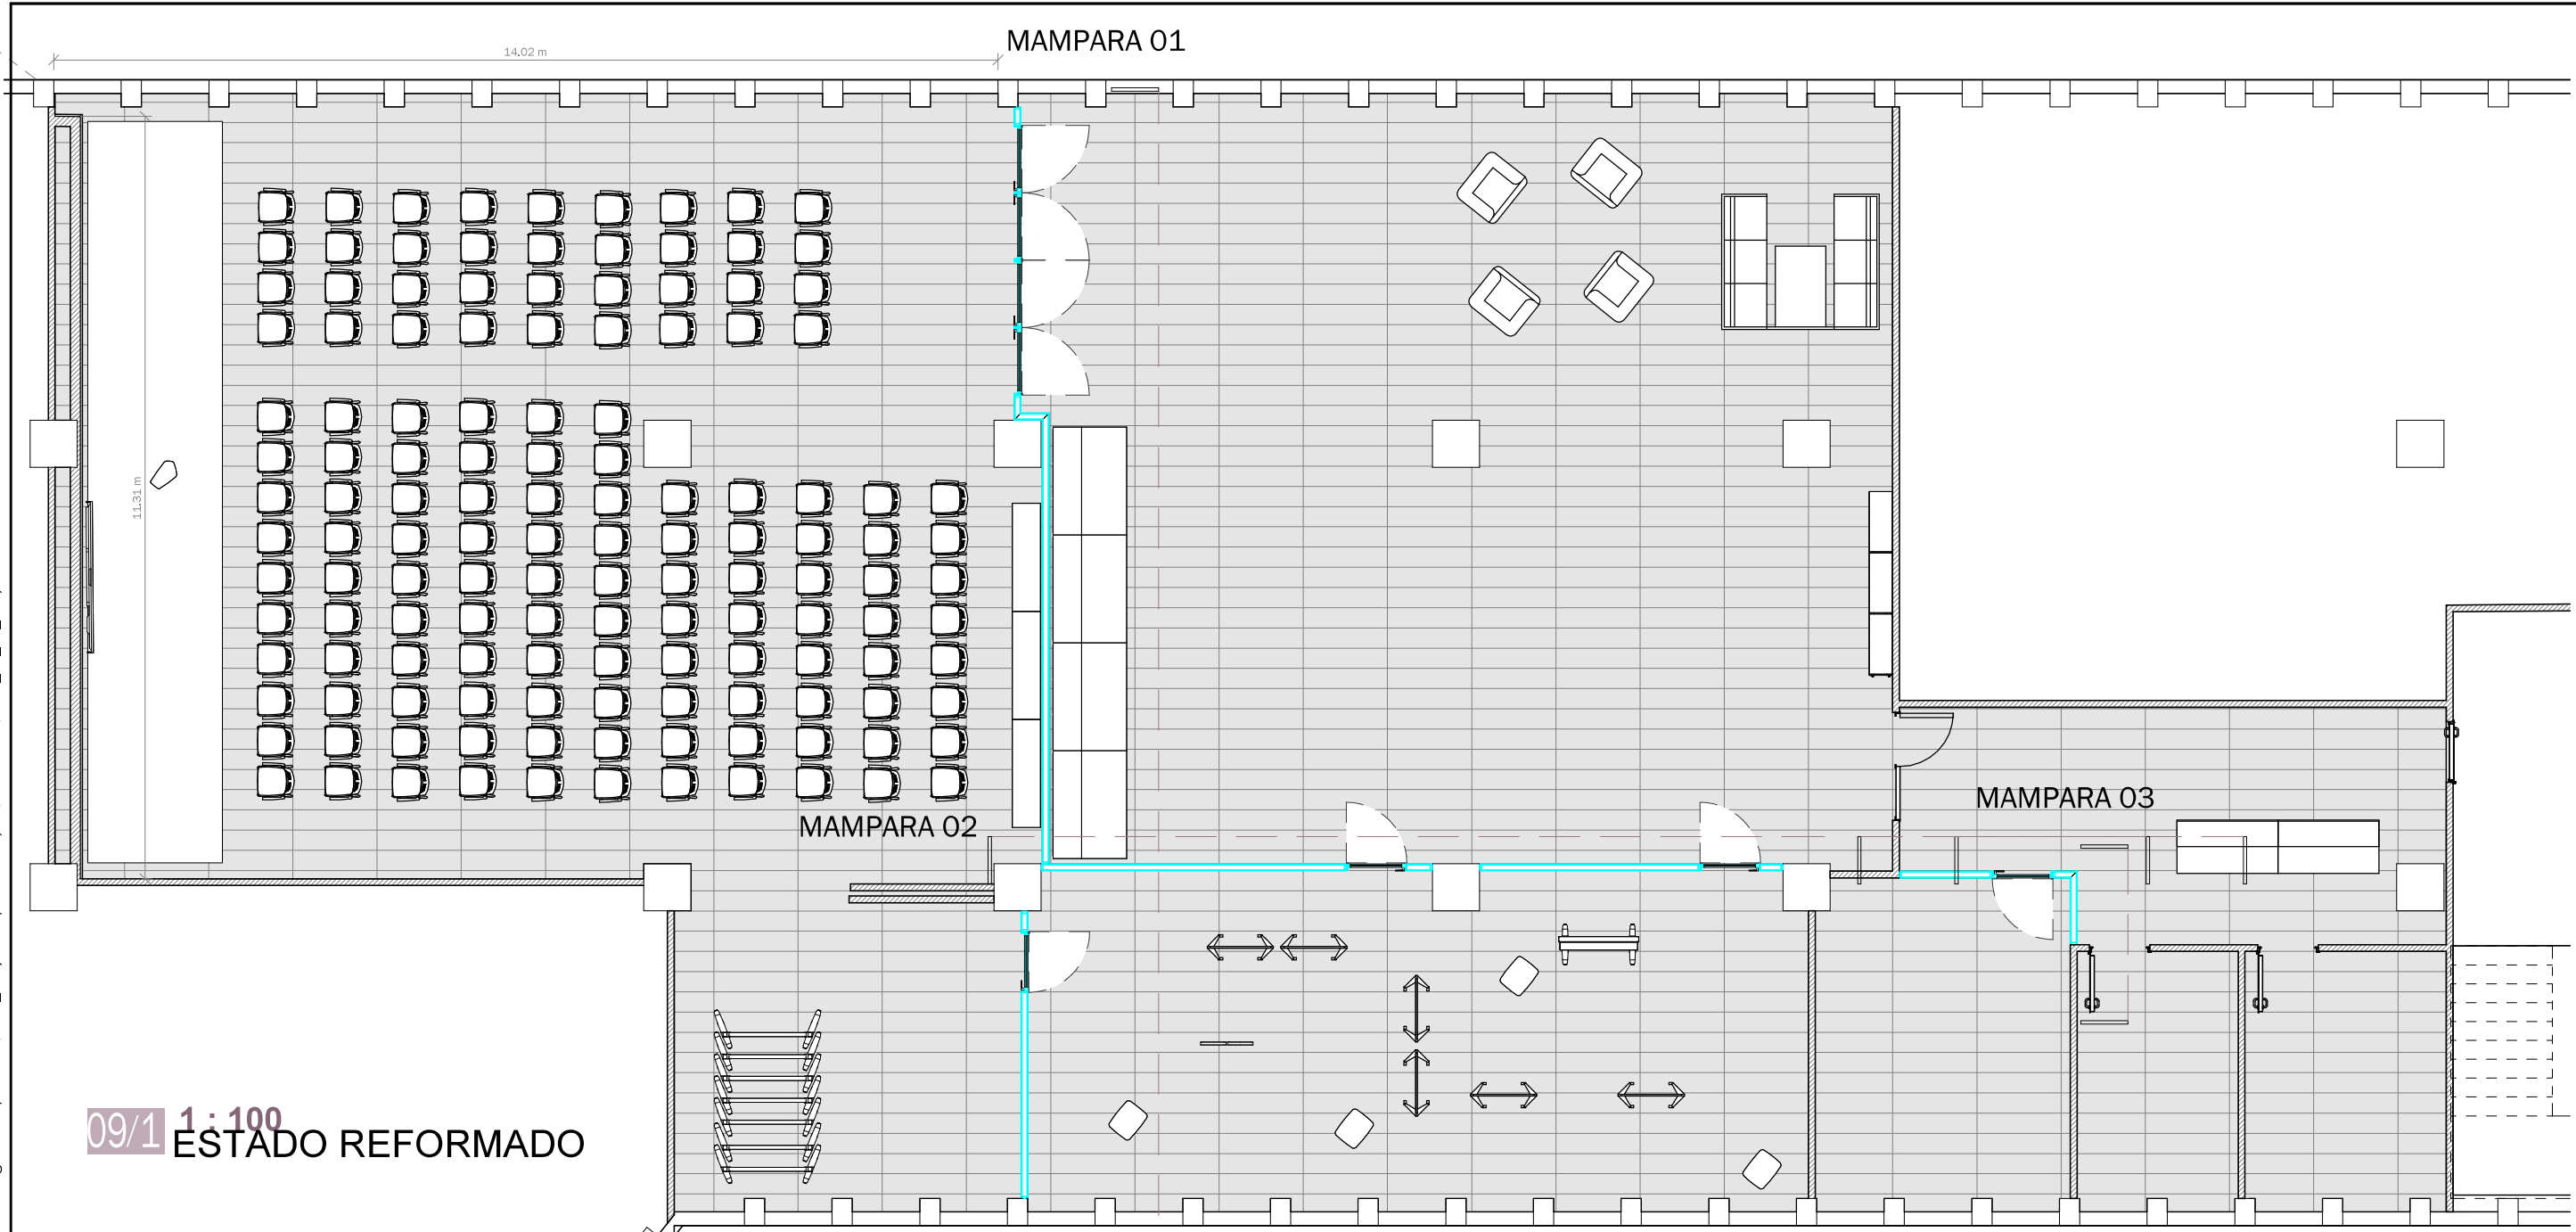 MAMPARA 01
14.02 m
11.31 m
MAMPARA 03
MAMPARA 02
09/1
1 : 100
ESTADO REFORMADO